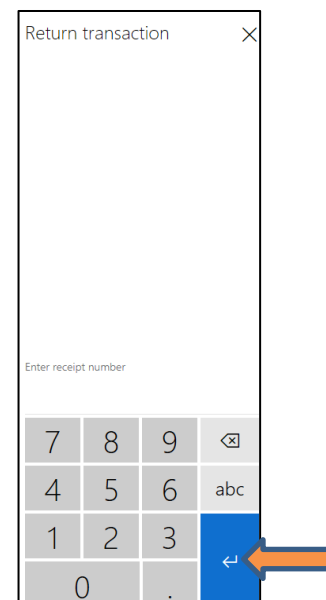 Return transaction
Enter receipt number
7 8 9
4 5 6 abc
1 2 3
0 .